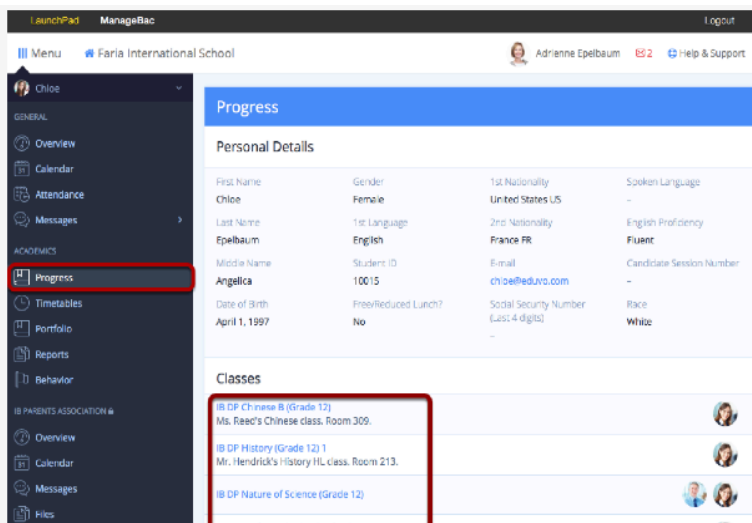 LaunchPad ManageBac Logout
Menu Faria International School Adrienne Epelbaum 2 Help & Support
Chloe
GENERAL
Overview
Calendar
Attendance
Messages
ACADEMICS
Progress
Timetables
Portfolio
Reports
Behavior
IB PARENTS ASSOCIATION
Overview
Calendar
Messages
Files
Progress
Personal Details
First Name Gender 1st Nationality Spoken Language
Chloe Female United States US –
Last Name 1st Language 2nd Nationality English Proficiency
Epelbaum English France FR Fluent
Middle Name Student ID E-mail Candidate Session Number
Angelica 10015 chloe@eduvo.com –
Date of Birth Free/Reduced Lunch? Social Security Number Race
(Last 4 digits)
April 1, 1997 No – White
Classes
IB DP Chinese B (Grade 12)
Ms. Reed's Chinese class. Room 309.
IB DP History (Grade 12) 1
Mr. Hendrick's History HL class. Room 213.
IB DP Nature of Science (Grade 12)